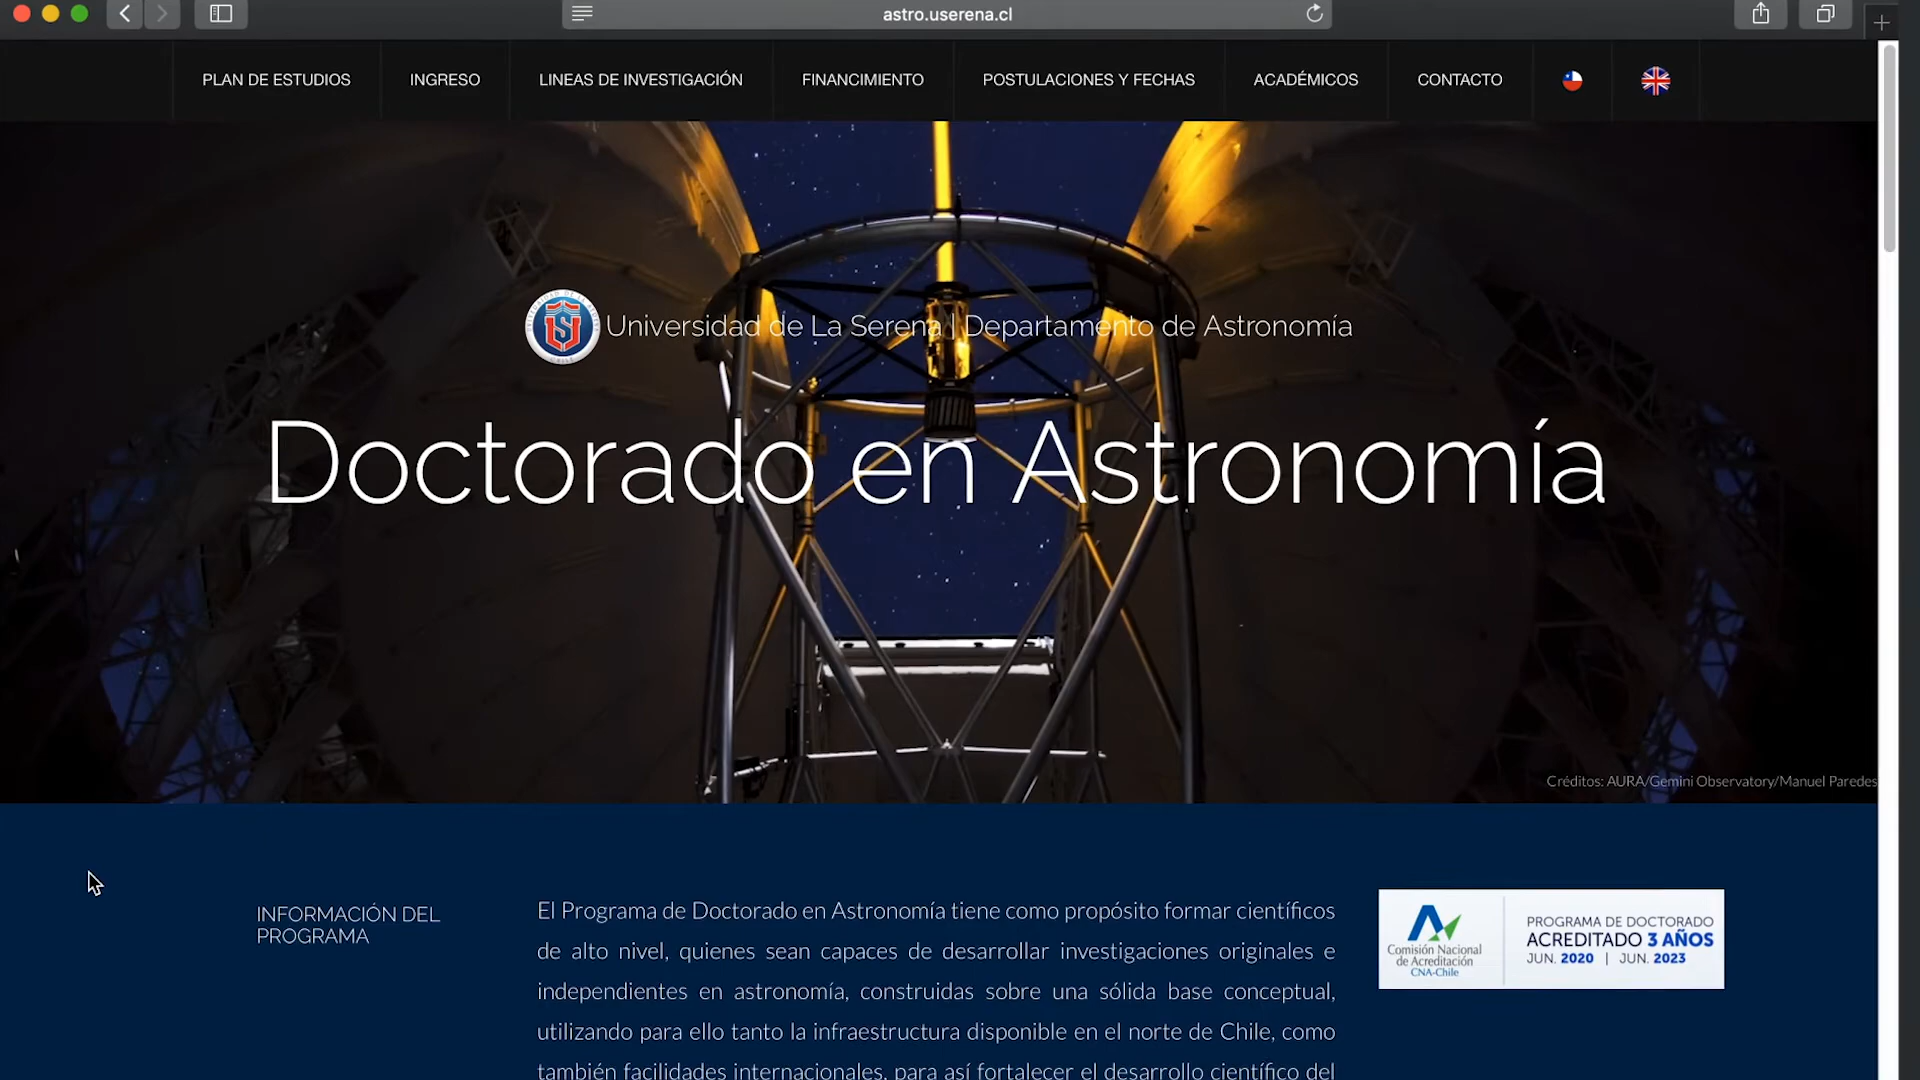 astro.userena.cl
PLAN DE ESTUDIOS INGRESO LINEAS DE INVESTIGACIÓN FINANCIMIENTO POSTULACIONES Y FECHAS ACADÉMICOS CONTACTO
Universidad de La Serena | Departamento de Astronomía
Doctorado en Astronomía
Créditos: AURA/Gemini Observatory/Manuel Paredes
INFORMACIÓN DEL
PROGRAMA
El Programa de Doctorado en Astronomía tiene como propósito formar científicos
de alto nivel, quienes sean capaces de desarrollar investigaciones originales e
independientes en astronomía, construidas sobre una sólida base conceptual,
utilizando para ello tanto la infraestructura disponible en el norte de Chile, como
también facilidades internacionales, para así fortalecer el desarrollo científico del
Comisión Nacional
de Acreditación
CNA-Chile
PROGRAMA DE DOCTORADO
ACREDITADO 3 AÑOS
JUN. 2020 | JUN. 2023